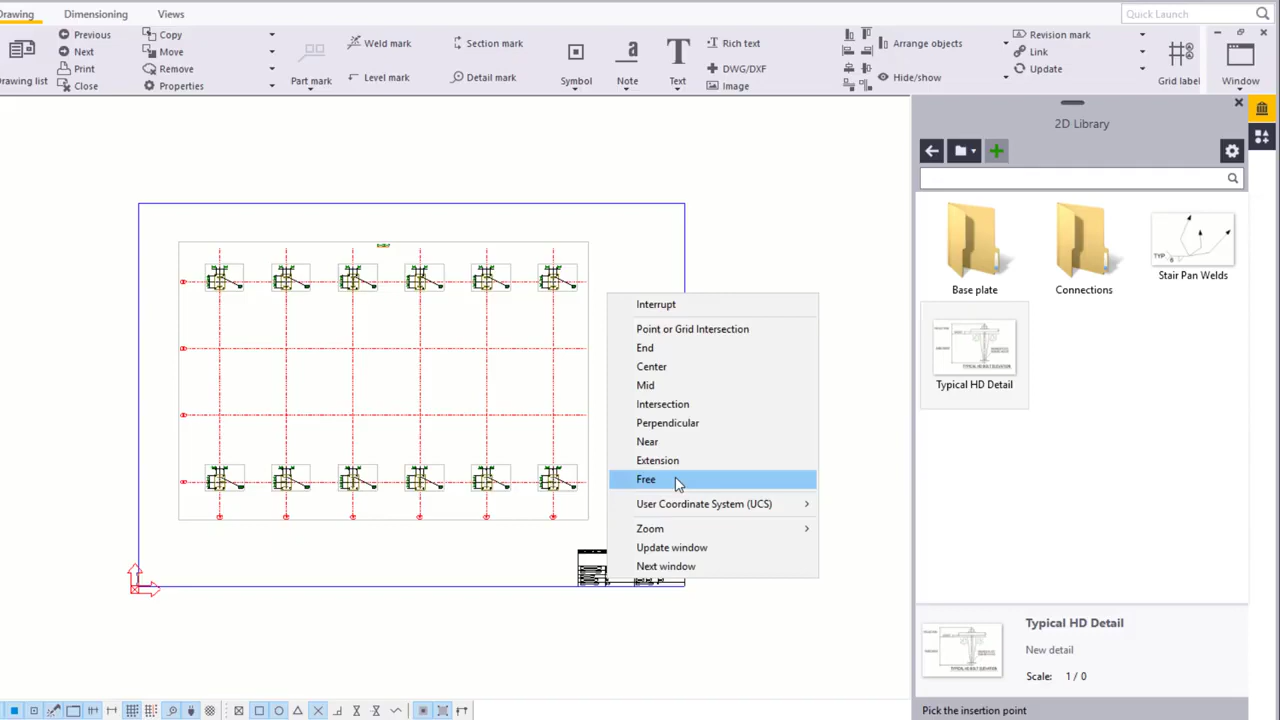 Drawing
Dimensioning
Views
Quick Launch
Drawing list
Previous
Next
Print
Close
Copy
Move
Remove
Properties
Part mark
Weld mark
Level mark
Section mark
Detail mark
Symbol
Note
Text
Rich text
DWG/DXF
Image
Arrange objects
Hide/show
Revision mark
Link
Update
Grid label
Window
Interrupt
Point or Grid Intersection
End
Center
Mid
Intersection
Perpendicular
Near
Extension
Free
User Coordinate System (UCS)
Zoom
Update window
Next window
2D Library
Base plate
Connections
TYP
Stair Pan Welds
Typical HD Detail
Typical HD Detail
New detail
Scale: 1 / 0
Pick the insertion point